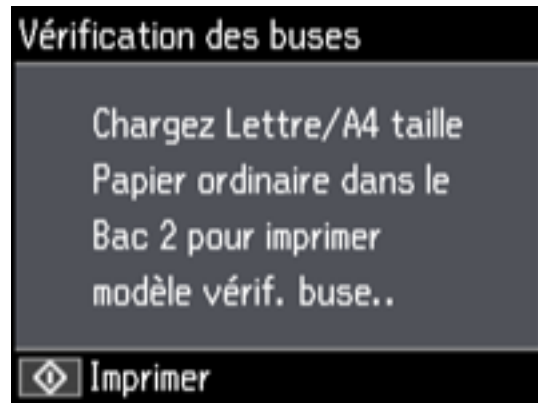 Vérification des buses
Chargez Lettre/A4 taille
Papier ordinaire dans le
Bac 2 pour imprimer
modèle vérif. buse..
Imprimer